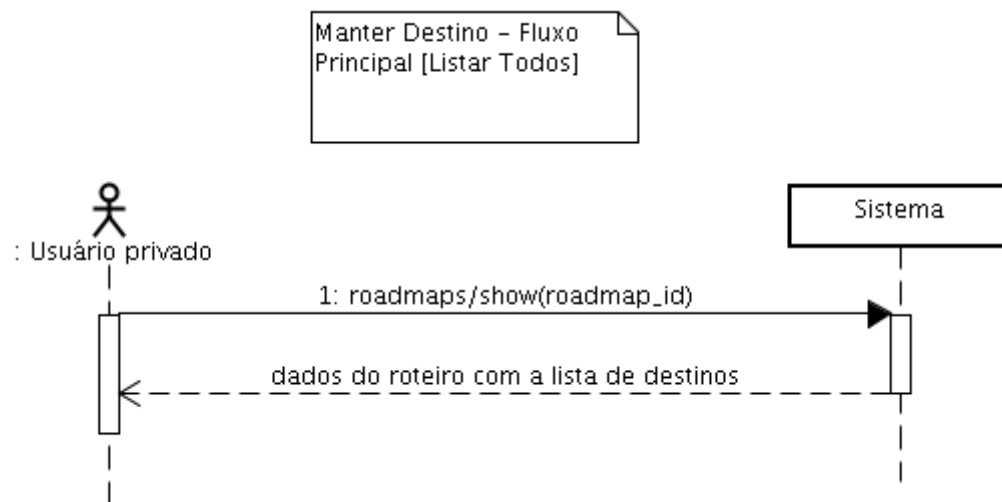 Manter Destino – Fluxo
Principal [Listar Todos]
Sistema
: Usuário privado
1: roadmaps/show(roadmap_id)
dados do roteiro com a lista de destinos